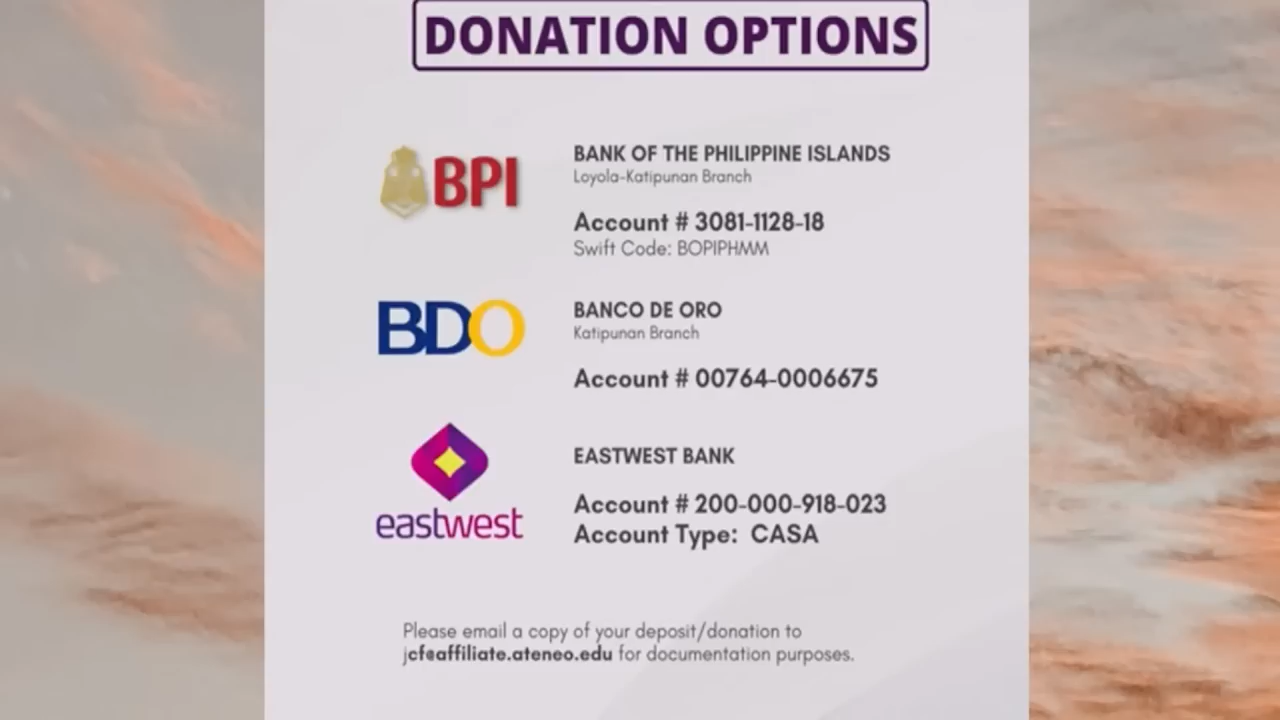 DONATION OPTIONS
BPI
BANK OF THE PHILIPPINE ISLANDS
Loyola-Katipunan Branch
Account # 3081-1128-18
Swift Code: BOPIPHMM
BDO
BANCO DE ORO
Katipunan Branch
Account # 00764-0006675
eastwest
EASTWEST BANK
Account # 200-000-918-023
Account Type: CASA
Please email a copy of your deposit/donation to
jcf@affiliate.ateneo.edu for documentation purposes.